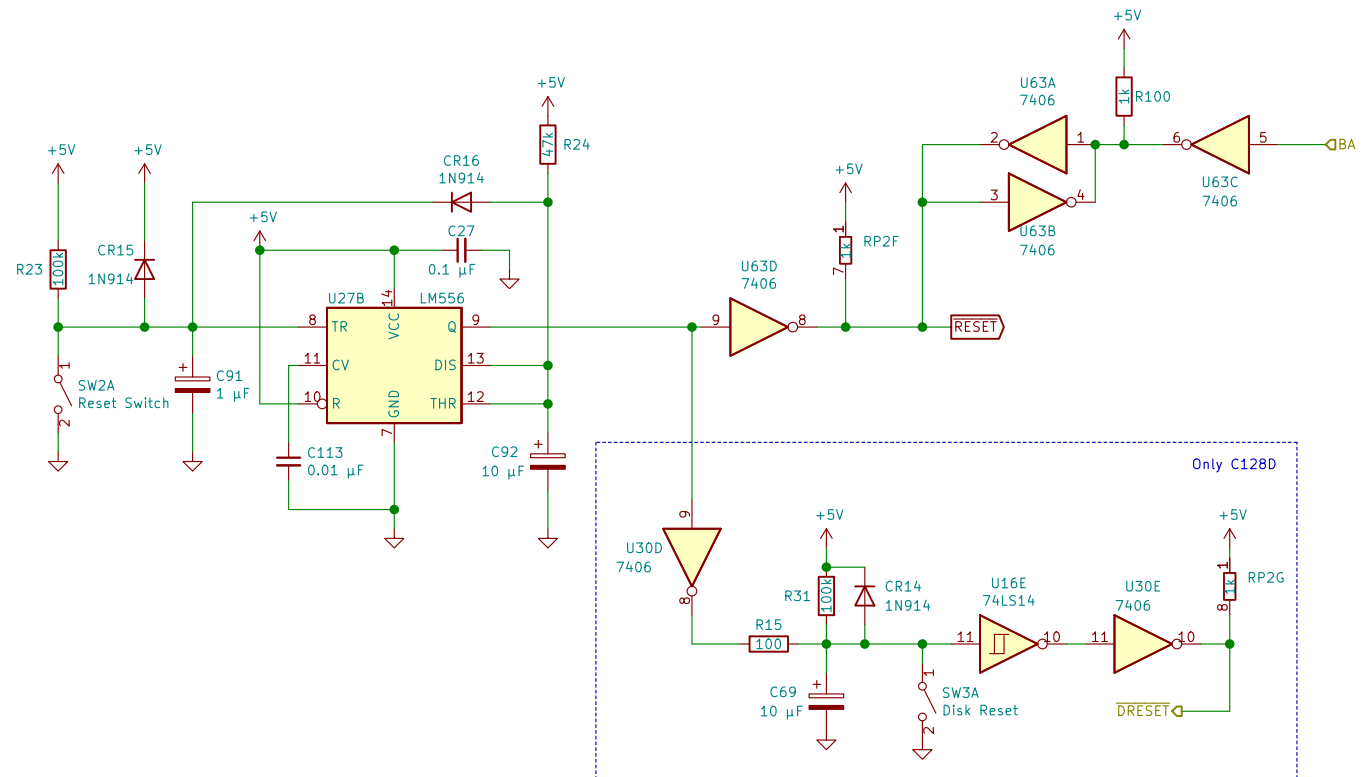 +5V
R23
100k
SW2A
Reset Switch
1
2
+5V
CR15
1N914
C91
1 µF
+
+5V
CR16
1N914
C27
0.1 µF
+5V
R24
47k
U27B
LM556
8
TR
11
CV
10
R
14
VCC
7
GND
Q
9
DIS
13
THR
12
C113
0.01 µF
C92
10 µF
+
U63D
7406
9
8
+5V
RP2F
1
1k
7
RESET
U63A
7406
2
1
3
4
U63B
7406
+5V
R100
1k
6
5
U63C
7406
BA
Only C128D
U30D
7406
9
8
R15
100
+5V
R31
100k
CR14
1N914
C69
10 µF
+
SW3A
Disk Reset
1
2
U16E
74LS14
11
10
U30E
7406
11
10
+5V
RP2G
1
1k
8
DRESET